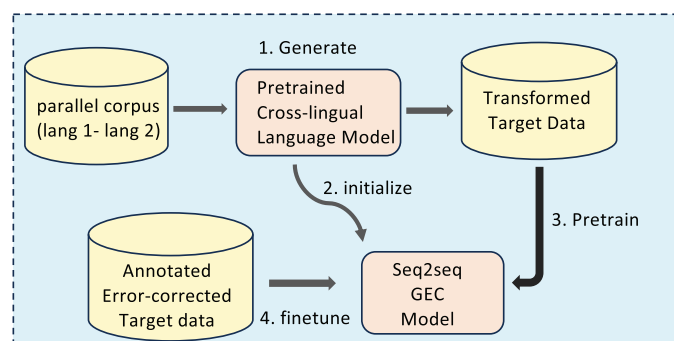 1. Generate
parallel corpus
(lang 1- lang 2)
Pretrained
Cross-lingual
Language Model
Transformed
Target Data
2. initialize
3. Pretrain
Annotated
Error-corrected
Target data
4. finetune
Seq2seq
GEC
Model